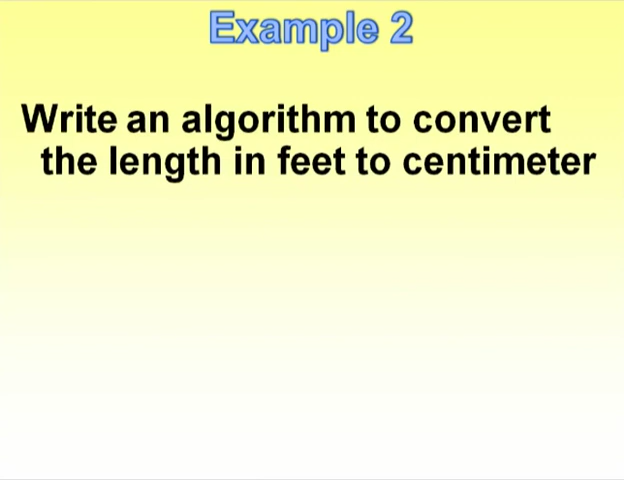 Example 2
Write an algorithm to convert
the length in feet to centimeter